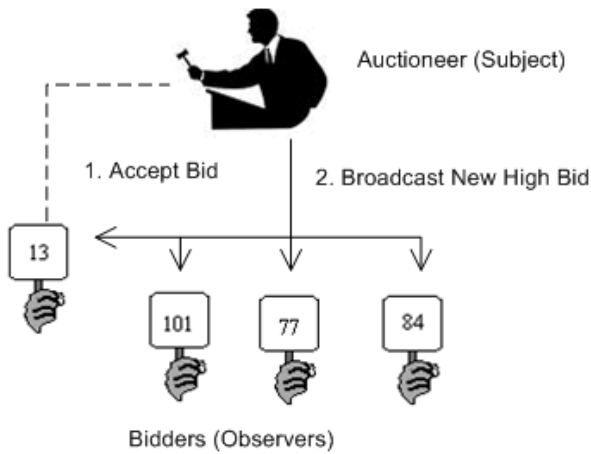 Auctioneer (Subject)
1. Accept Bid
2. Broadcast New High Bid
13
101
77
84
Bidders (Observers)